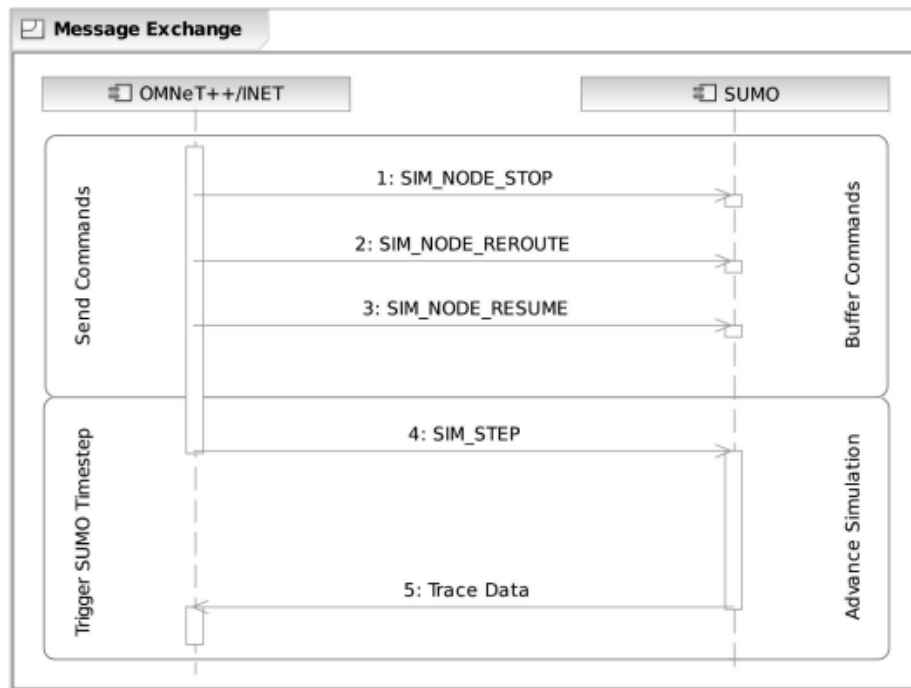 Message Exchange
OMNeT++/INET
SUMO
Send Commands
1: SIM_NODE_STOP
2: SIM_NODE_REROUTE
3: SIM_NODE_RESUME
Buffer Commands
Trigger SUMO Timestep
4: SIM_STEP
5: Trace Data
Advance Simulation